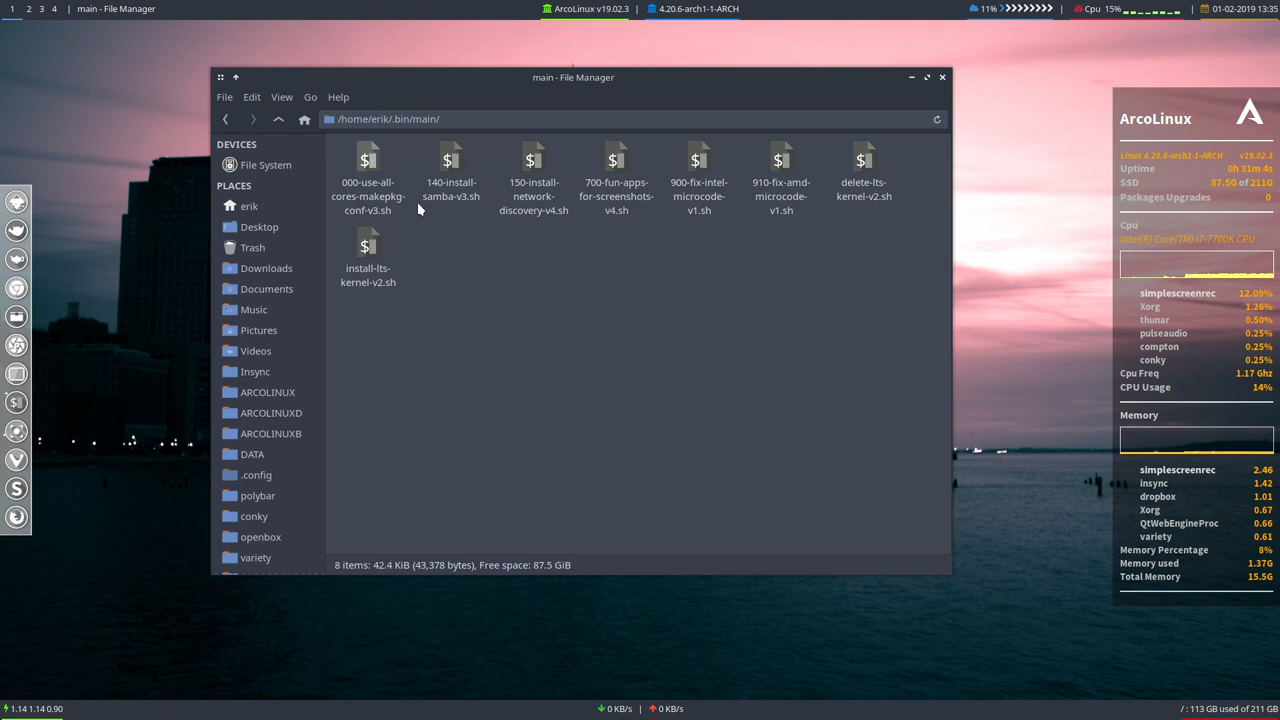 1 2 3 4 | main - File Manager
ArcoLinux v19.02.3 | 4.20.6-arch1-1-ARCH
11% | Cpu 15% | 01-02-2019 13:35
main - File Manager
File Edit View Go Help
/home/erik/.bin/main/
DEVICES
File System
PLACES
erik
Desktop
Trash
Downloads
Documents
Music
Pictures
Videos
Insync
ARCOLINUX
ARCOLINUXD
ARCOLINUXB
DATA
.config
polybar
conky
openbox
variety
000-use-all-
cores-makepkg-
conf-v3.sh
140-install-
samba-v3.sh
150-install-
network-
discovery-v4.sh
700-fun-apps-
for-screenshots-
v4.sh
900-fix-intel-
microcode-
v1.sh
910-fix-amd-
microcode-
v1.sh
delete-lts-
kernel-v2.sh
install-lts-
kernel-v2.sh
8 items: 42.4 KiB (43,378 bytes), Free space: 87.5 GiB
ArcoLinux
Linux 4.20.6-arch1-1-ARCH v19.02.3
Uptime 0h 31m 4s
SSD 87.5G of 211G
Packages Upgrades 0
Cpu
Intel(R) Core(TM) i7-7700K CPU
simplescreenrec 12.09%
Xorg 1.26%
thunar 0.50%
pulseaudio 0.25%
compton 0.25%
conky 0.25%
Cpu Freq 1.17 Ghz
CPU Usage 14%
Memory
simplescreenrec 2.46
insync 1.42
dropbox 1.01
Xorg 0.67
QtWebEngineProc 0.66
variety 0.61
Memory Percentage 8%
Memory used 1.37G
Total Memory 15.5G
1.14 1.14 0.90
0 KB/s | 0 KB/s
/ : 113 GB used of 211 GB